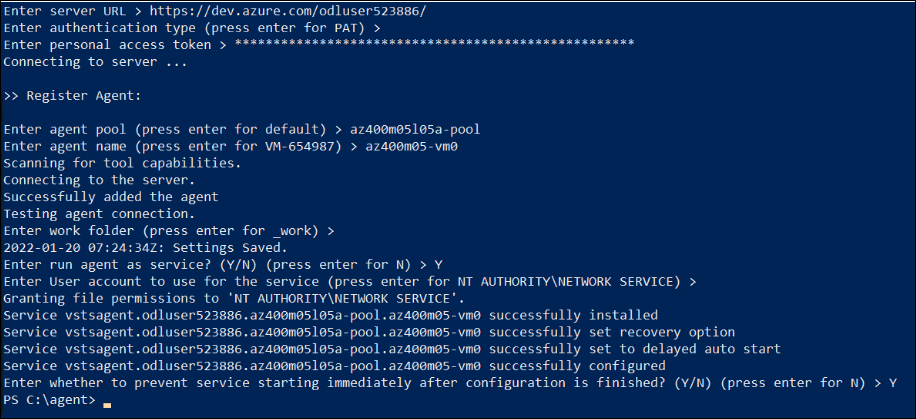 Enter server URL > https://dev.azure.com/odluser523886/
Enter authentication type (press enter for PAT) >
Enter personal access token > ****************************************************
Connecting to server ...
>> Register Agent:
Enter agent pool (press enter for default) > az400m05l05a-pool
Enter agent name (press enter for VM-654987) > az400m05-vm0
Scanning for tool capabilities.
Connecting to the server.
Successfully added the agent
Testing agent connection.
Enter work folder (press enter for _work) >
2022-01-20 07:24:34Z: Settings Saved.
Enter run agent as service? (Y/N) (press enter for N) > Y
Enter User account to use for the service (press enter for NT AUTHORITY\NETWORK SERVICE) >
Granting file permissions to 'NT AUTHORITY\NETWORK SERVICE'.
Service vstsagent.odluser523886.az400m05l05a-pool.az400m05-vm0 successfully installed
Service vstsagent.odluser523886.az400m05l05a-pool.az400m05-vm0 successfully set recovery option
Service vstsagent.odluser523886.az400m05l05a-pool.az400m05-vm0 successfully set to delayed auto start
Service vstsagent.odluser523886.az400m05l05a-pool.az400m05-vm0 successfully configured
Enter whether to prevent service starting immediately after configuration is finished? (Y/N) (press enter for N) > Y
PS C:\agent>